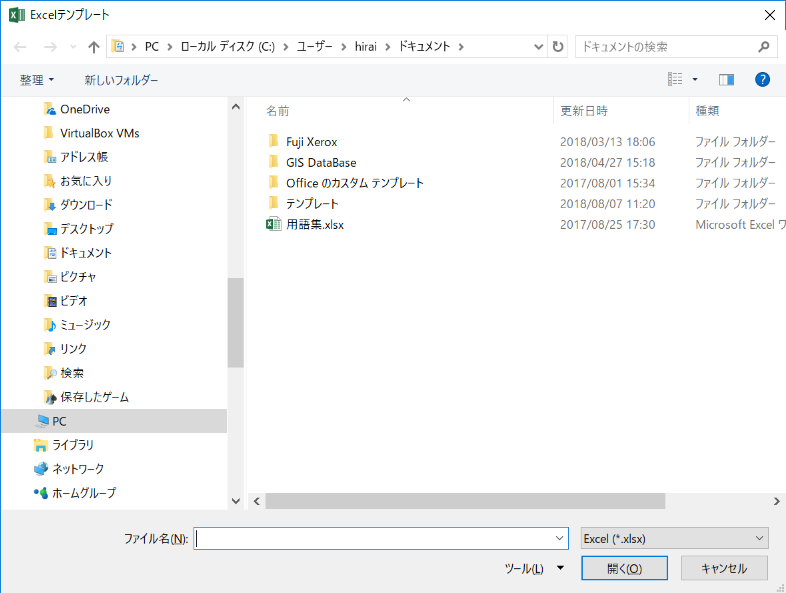 Excelテンプレート
PC ローカル ディスク (C:) ユーザー hirai ドキュメント
ドキュメントの検索
整理 新しいフォルダー
OneDrive
VirtualBox VMs
アドレス帳
お気に入り
ダウンロード
デスクトップ
ドキュメント
ピクチャ
ビデオ
ミュージック
リンク
検索
保存したゲーム
PC
ライブラリ
ネットワーク
ホームグループ
名前 更新日時 種類
Fuji Xerox 2018/03/13 18:06 ファイル フォルダー
GIS DataBase 2018/04/27 15:18 ファイル フォルダー
Office のカスタム テンプレート 2017/08/01 15:34 ファイル フォルダー
テンプレート 2018/08/07 11:20 ファイル フォルダー
用語集.xlsx 2017/08/25 17:30 Microsoft Excel ワ
ファイル名(N): Excel (*.xlsx)
ツール(L) 開く(O) キャンセル